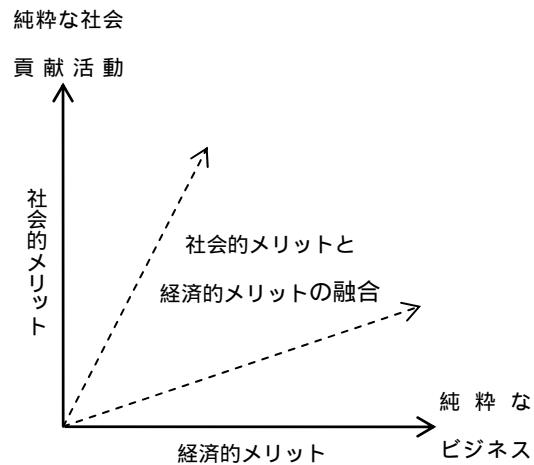 純粋な社会
貢献活動
社会的メリット
社会的メリットと
経済的メリットの融合
純粋な
ビジネス
経済的メリット